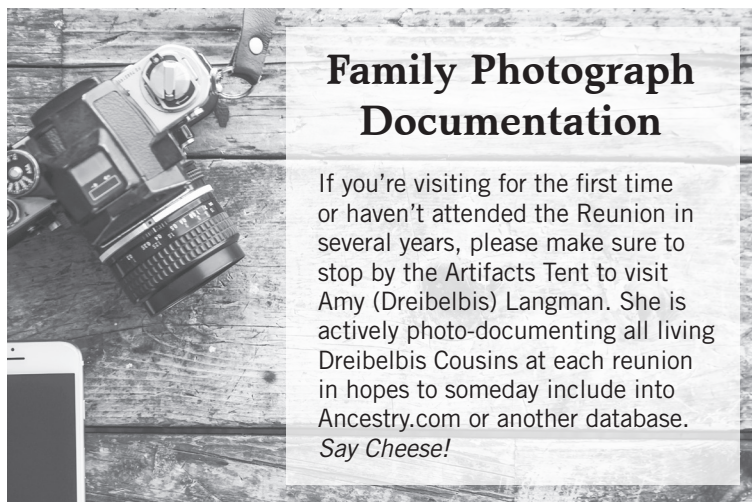 Family Photograph
Documentation
If you’re visiting for the first time
or haven’t attended the Reunion in
several years, please make sure to
stop by the Artifacts Tent to visit
Amy (Dreibelbis) Langman. She is
actively photo-documenting all living
Dreibelbis Cousins at each reunion
in hopes to someday include into
Ancestry.com or another database.
Say Cheese!